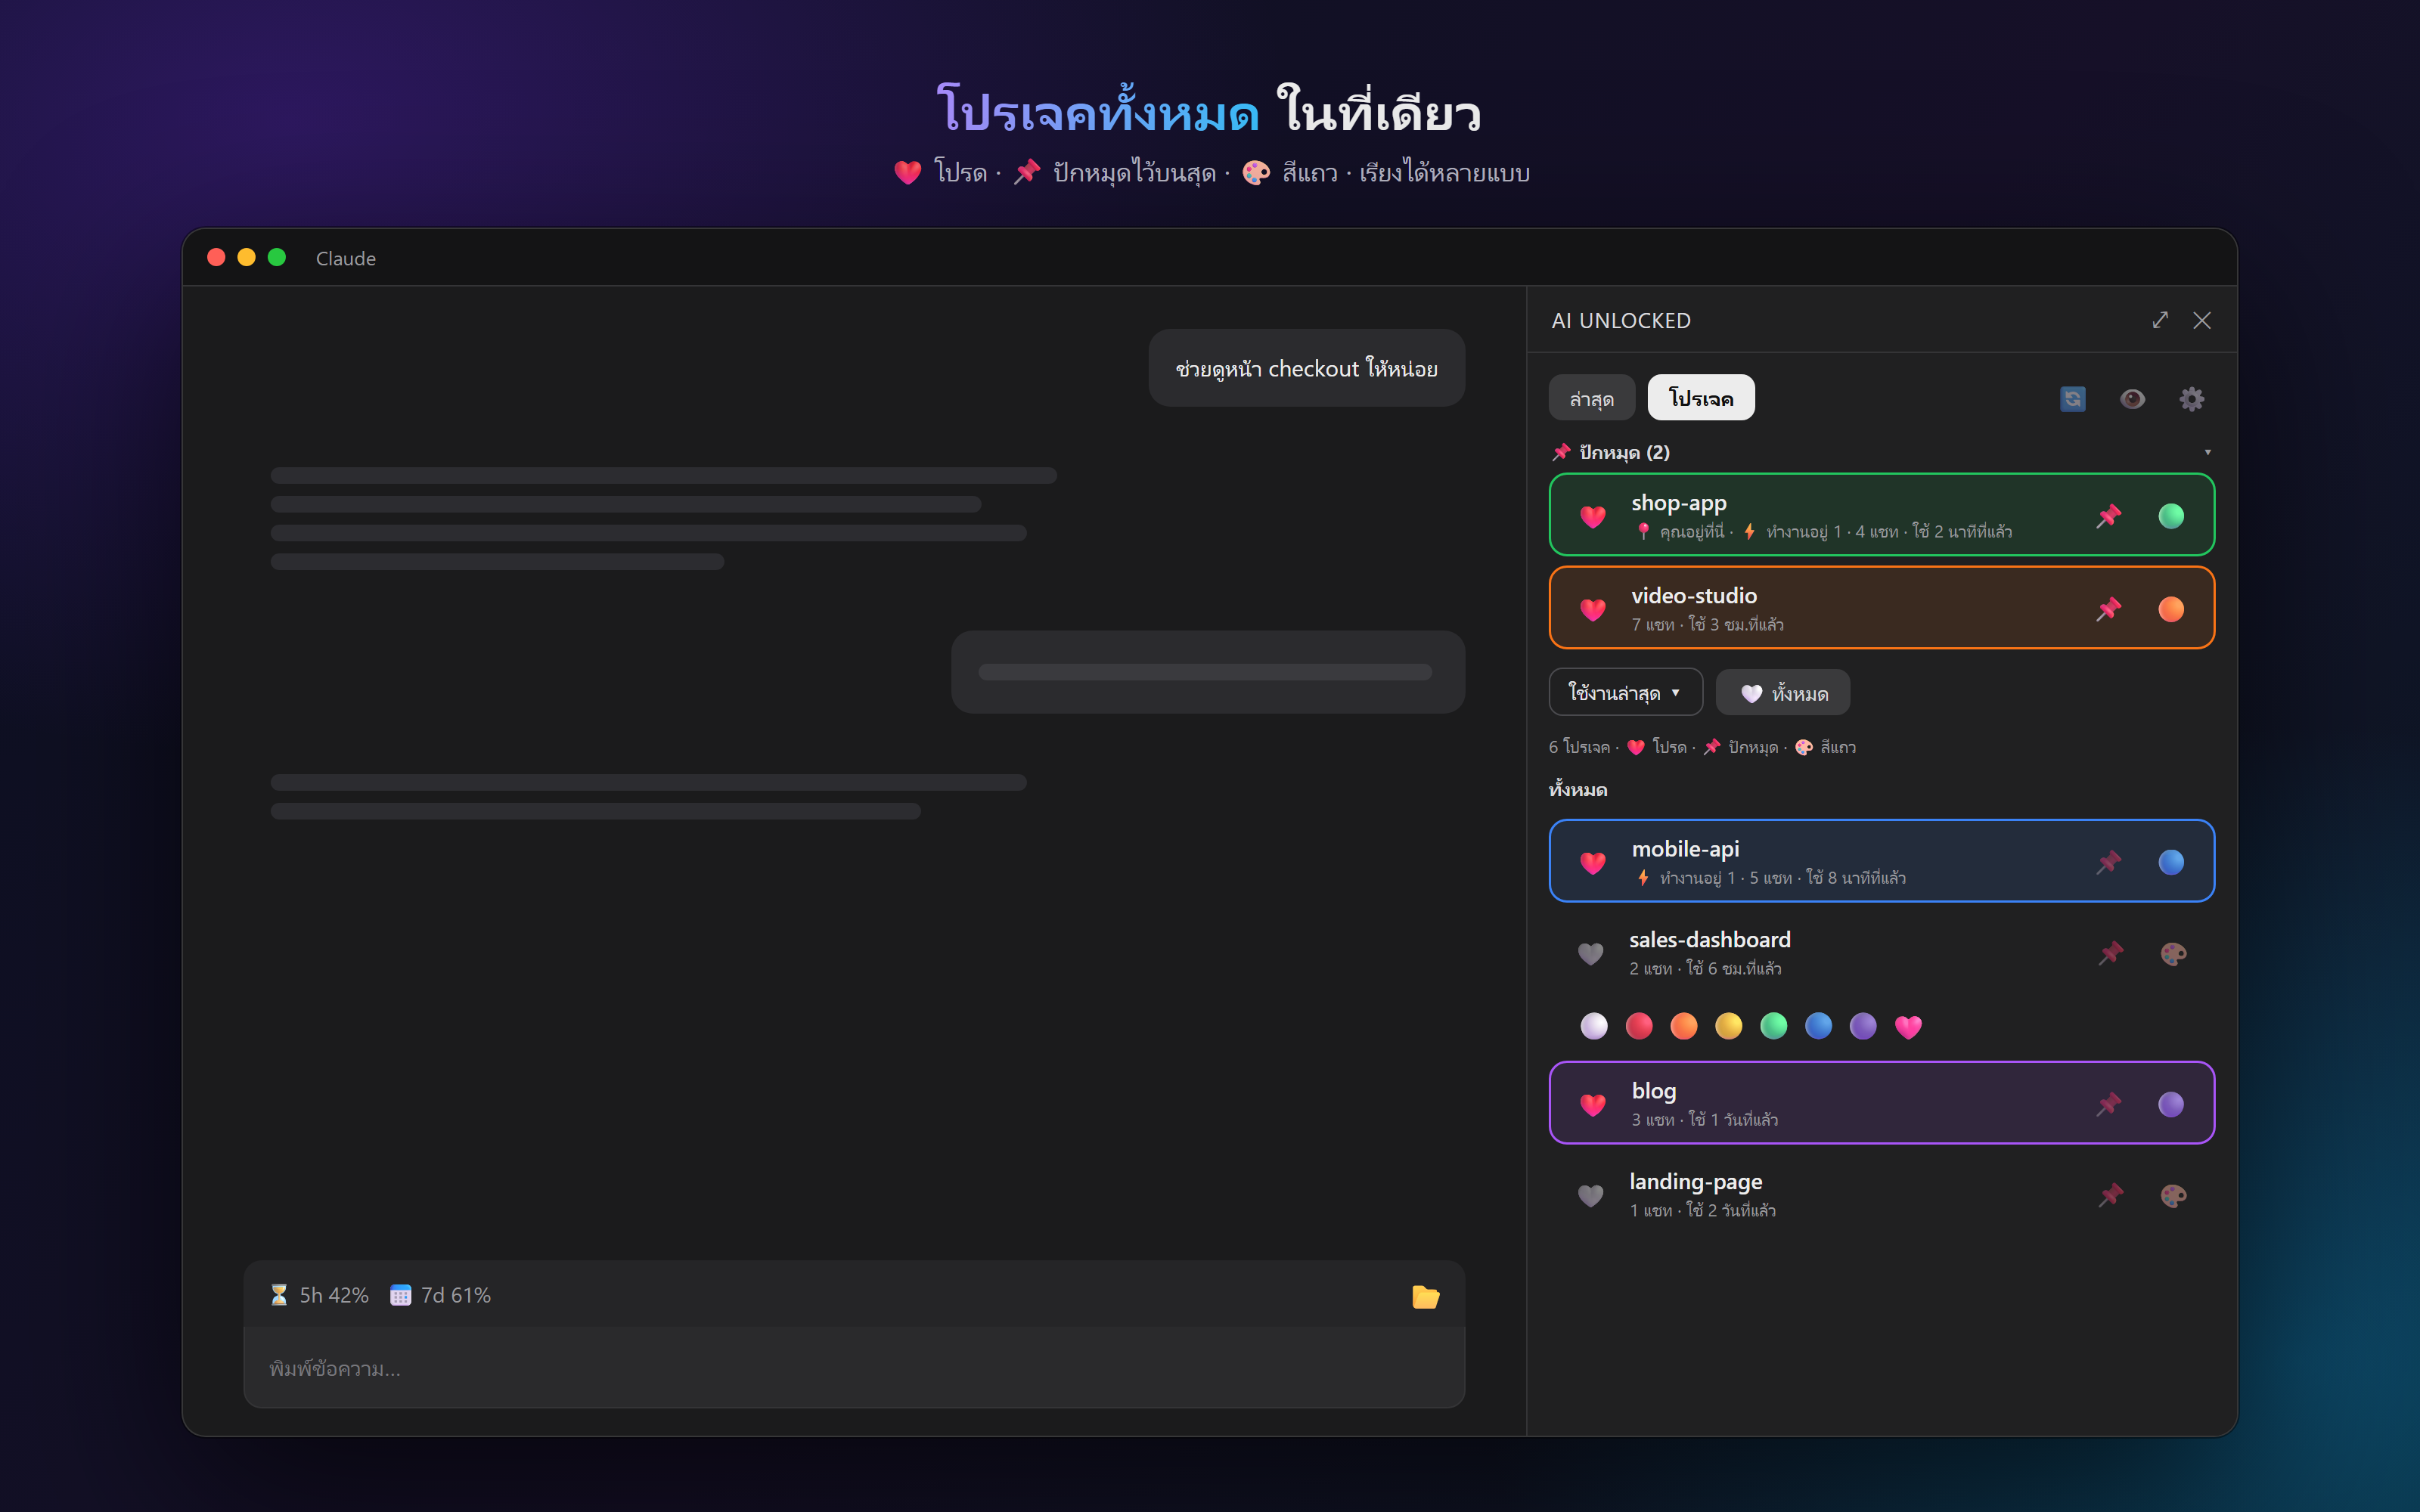 โปรเจคทั้งหมด ในที่เดียว
❤️ โปรด · 📌 ปักหมุดไว้บนสุด · 🎨 สีแถว · เรียงได้หลายแบบ
Claude
ช่วยดูหน้า checkout ให้หน่อย
⏳ 5h 42% 🗓️ 7d 61%
พิมพ์ข้อความ...
AI UNLOCKED
ล่าสุด โปรเจค
📌 ปักหมุด (2)
shop-app
📍 คุณอยู่ที่นี่ · ⚡ ทำงานอยู่ 1 · 4 แชท · ใช้ 2 นาทีที่แล้ว
video-studio
7 แชท · ใช้ 3 ชม.ที่แล้ว
ใช้งานล่าสุด ▼ 🤍 ทั้งหมด
6 โปรเจค · ❤️ โปรด · 📌 ปักหมุด · 🎨 สีแถว
ทั้งหมด
mobile-api
⚡ ทำงานอยู่ 1 · 5 แชท · ใช้ 8 นาทีที่แล้ว
sales-dashboard
2 แชท · ใช้ 6 ชม.ที่แล้ว
blog
3 แชท · ใช้ 1 วันที่แล้ว
landing-page
1 แชท · ใช้ 2 วันที่แล้ว